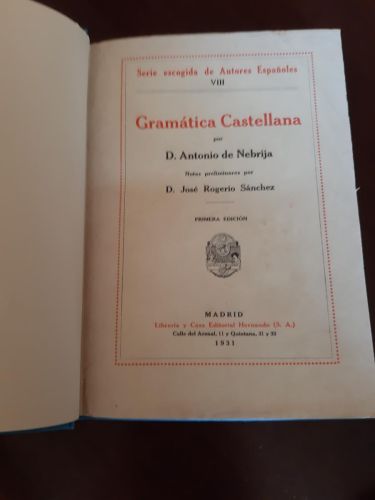 Serie escogida de Autores Españoles
VIII
Gramática Castellana
por
D. Antonio de Nebrija
Notas preliminares por
D. José Rogerio Sánchez
PRIMERA EDICIÓN
MADRID
Librería y Casa Editorial Hernando (S. A.)
Calle del Arenal, 11 y Quintana, 31 y 33
1931